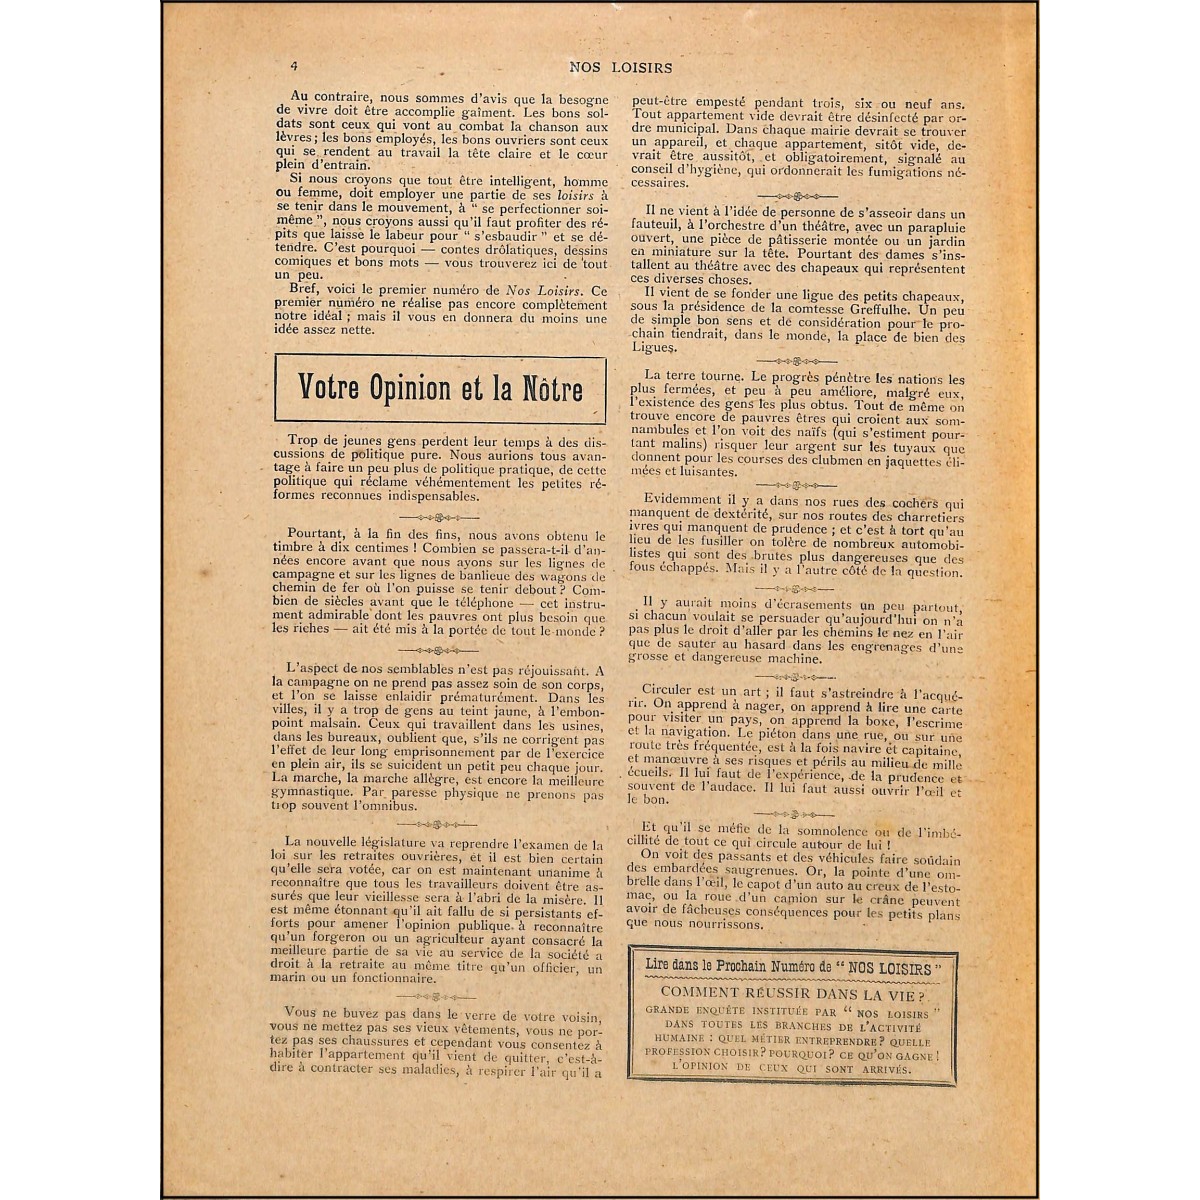 4
NOS LOISIRS
Au contraire, nous sommes d'avis que la besogne
de vivre doit être accomplie gaîment. Les bons sol-
dats sont ceux qui vont au combat la chanson aux
lèvres ; les bons employés, les bons ouvriers sont ceux
qui se rendent au travail la tête claire et le cœur
plein d'entrain.
Si nous croyons que tout être intelligent, homme
ou femme, doit employer une partie de ses loisirs à
se tenir dans le mouvement, à “ se perfectionner soi-
même ”, nous croyons aussi qu'il faut profiter des ré-
pits que laisse le labeur pour “ s'esbaudir ” et se dé-
tendre. C'est pourquoi — contes drôlatiques, dessins
comiques et bons mots — vous trouverez ici de tout
un peu.
Bref, voici le premier numéro de Nos Loisirs. Ce
premier numéro ne réalise pas encore complètement
notre idéal ; mais il vous en donnera du moins une
idée assez nette.
Votre Opinion et la Nôtre
Trop de jeunes gens perdent leur temps à des dis-
cussions de politique pure. Nous aurions tous avan-
tage à faire un peu plus de politique pratique, de cette
politique qui réclame véhémentement les petites ré-
formes reconnues indispensables.
Pourtant, à la fin des fins, nous avons obtenu le
timbre à dix centimes ! Combien se passera-t-il d'an-
nées encore avant que nous ayons sur les lignes de
campagne et sur les lignes de banlieue des wagons de
chemin de fer où l'on puisse se tenir debout ? Com-
bien de siècles avant que le téléphone — cet instru-
ment admirable dont les pauvres ont plus besoin que
les riches — ait été mis à la portée de tout le monde ?
L'aspect de nos semblables n'est pas réjouissant. A
la campagne on ne prend pas assez soin de son corps,
et l'on se laisse enlaidir prématurément. Dans les
villes, il y a trop de gens au teint jaune, à l'embon-
point malsain. Ceux qui travaillent dans les usines,
dans les bureaux, oublient que, s'ils ne corrigent pas
l'effet de leur long emprisonnement par de l'exercice
en plein air, ils se suicident un petit peu chaque jour.
La marche, la marche allègre, est encore la meilleure
gymnastique. Par paresse physique ne prenons pas
trop souvent l'omnibus.
La nouvelle législature va reprendre l'examen de la
loi sur les retraites ouvrières, et il est bien certain
qu'elle sera votée, car on est maintenant unanime à
reconnaître que tous les travailleurs doivent être as-
surés que leur vieillesse sera à l'abri de la misère. Il
est même étonnant qu'il ait fallu de si persistants ef-
forts pour amener l'opinion publique à reconnaître
qu'un forgeron ou un agriculteur ayant consacré la
meilleure partie de sa vie au service de la société a
droit à la retraite au même titre qu'un officier, un
marin ou un fonctionnaire.
Vous ne buvez pas dans le verre de votre voisin,
vous ne mettez pas ses vieux vêtements, vous ne por-
tez pas ses chaussures et cependant vous consentez à
habiter l'appartement qu'il vient de quitter, c'est-à-
dire à contracter ses maladies, à respirer l'air qu'il a
peut-être empesté pendant trois, six ou neuf ans.
Tout appartement vide devrait être désinfecté par or-
dre municipal. Dans chaque mairie devrait se trouver
un appareil, et chaque appartement, sitôt vide, de-
vrait être aussitôt, et obligatoirement, signalé au
conseil d'hygiène, qui ordonnerait les fumigations né-
cessaires.
Il ne vient à l'idée de personne de s'asseoir dans un
fauteuil, à l'orchestre d'un théâtre, avec un parapluie
ouvert, une pièce de pâtisserie montée ou un jardin
en miniature sur la tête. Pourtant des dames s'ins-
tallent au théâtre avec des chapeaux qui représentent
ces diverses choses.
Il vient de se fonder une ligue des petits chapeaux,
sous la présidence de la comtesse Greffulhe. Un peu
de simple bon sens et de considération pour le pro-
chain tiendrait, dans le monde, la place de bien des
Ligues.
La terre tourne. Le progrès pénètre les nations les
plus fermées, et peu à peu améliore, malgré eux,
l'existence des gens les plus obtus. Tout de même on
trouve encore de pauvres êtres qui croient aux som-
nambules et l'on voit des naïfs (qui s'estiment pour-
tant malins) risquer leur argent sur les tuyaux que
donnent pour les courses des clubmen en jaquettes éli-
mées et luisantes.
Evidemment il y a dans nos rues des cochers qui
manquent de dextérité, sur nos routes des charretiers
ivres qui manquent de prudence ; et c'est à tort qu'au
lieu de les fusiller on tolère de nombreux automobi-
listes qui sont des brutes plus dangereuses que des
fous échappés. Mais il y a l'autre côté de la question.
Il y aurait moins d'écrasements un peu partout,
si chacun voulait se persuader qu'aujourd'hui on n'a
pas plus le droit d'aller par les chemins le nez en l'air
que de sauter au hasard dans les engrenages d'une
grosse et dangereuse machine.
Circuler est un art ; il faut s'astreindre à l'acqué-
rir. On apprend à nager, on apprend à lire une carte
pour visiter un pays, on apprend la boxe, l'escrime
et la navigation. Le piéton dans une rue, ou sur une
route très fréquentée, est à la fois navire et capitaine,
et manœuvre à ses risques et périls au milieu de mille
écueils. Il lui faut de l'expérience, de la prudence et
souvent de l'audace. Il lui faut aussi ouvrir l'œil et
le bon.
Et qu'il se méfie de la somnolence ou de l'imbé-
cillité de tout ce qui circule autour de lui !
On voit des passants et des véhicules faire soudain
des embardées saugrenues. Or, la pointe d'une om-
brelle dans l'œil, le capot d'un auto au creux de l'esto-
mac, ou la roue d'un camion sur le crâne peuvent
avoir de fâcheuses conséquences pour les petits plans
que nous nourrissons.
Lire dans le Prochain Numéro de “ NOS LOISIRS ”
COMMENT RÉUSSIR DANS LA VIE ?
GRANDE ENQUÊTE INSTITUÉE PAR “ NOS LOISIRS ”
DANS TOUTES LES BRANCHES DE L'ACTIVITÉ
HUMAINE : QUEL MÉTIER ENTREPRENDRE ? QUELLE
PROFESSION CHOISIR ? POURQUOI ? CE QU'ON GAGNE !
L'OPINION DE CEUX QUI SONT ARRIVÉS.